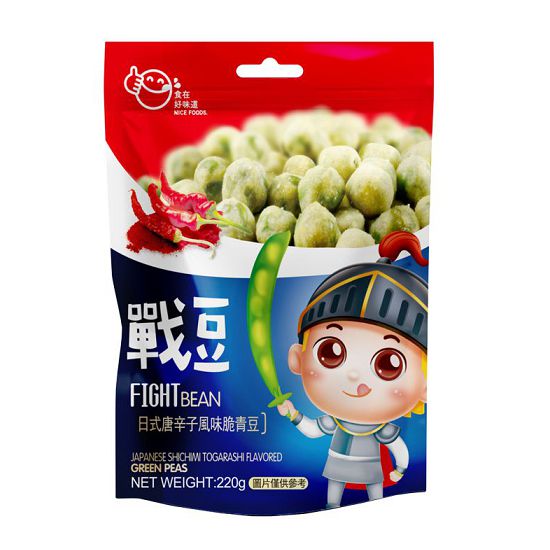 食在
好味道
NICE FOODS.
戰豆
FIGHTBEAN
日式唐辛子風味脆青豆
JAPANESE SHICHIMI TOGARASHI FLAVORED
GREEN PEAS
NET WEIGHT:220g 圖片僅供參考